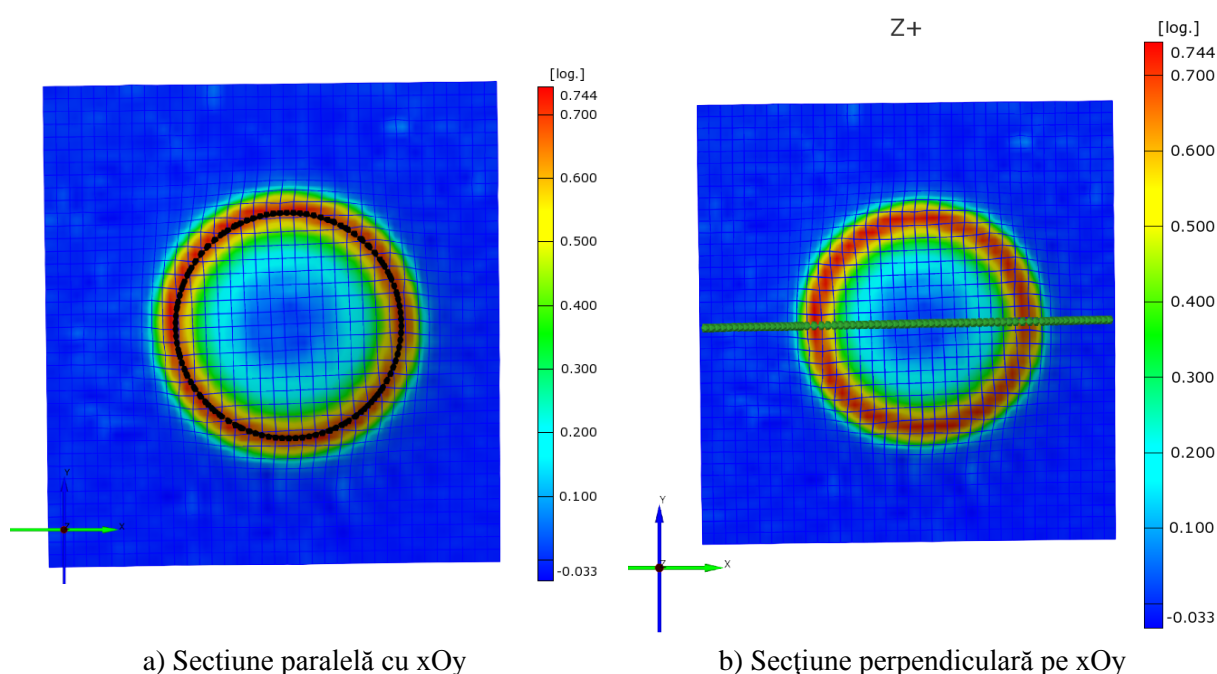 Z+
[log.]
0.744
0.700
0.600
0.500
0.400
0.300
0.200
0.100
-0.033
Y
X
[log.]
0.744
0.700
0.600
0.500
0.400
0.300
0.200
0.100
-0.033
Y
Z
X
a) Sectiune paralelă cu xOy
b) Secţiune perpendiculară pe xOy